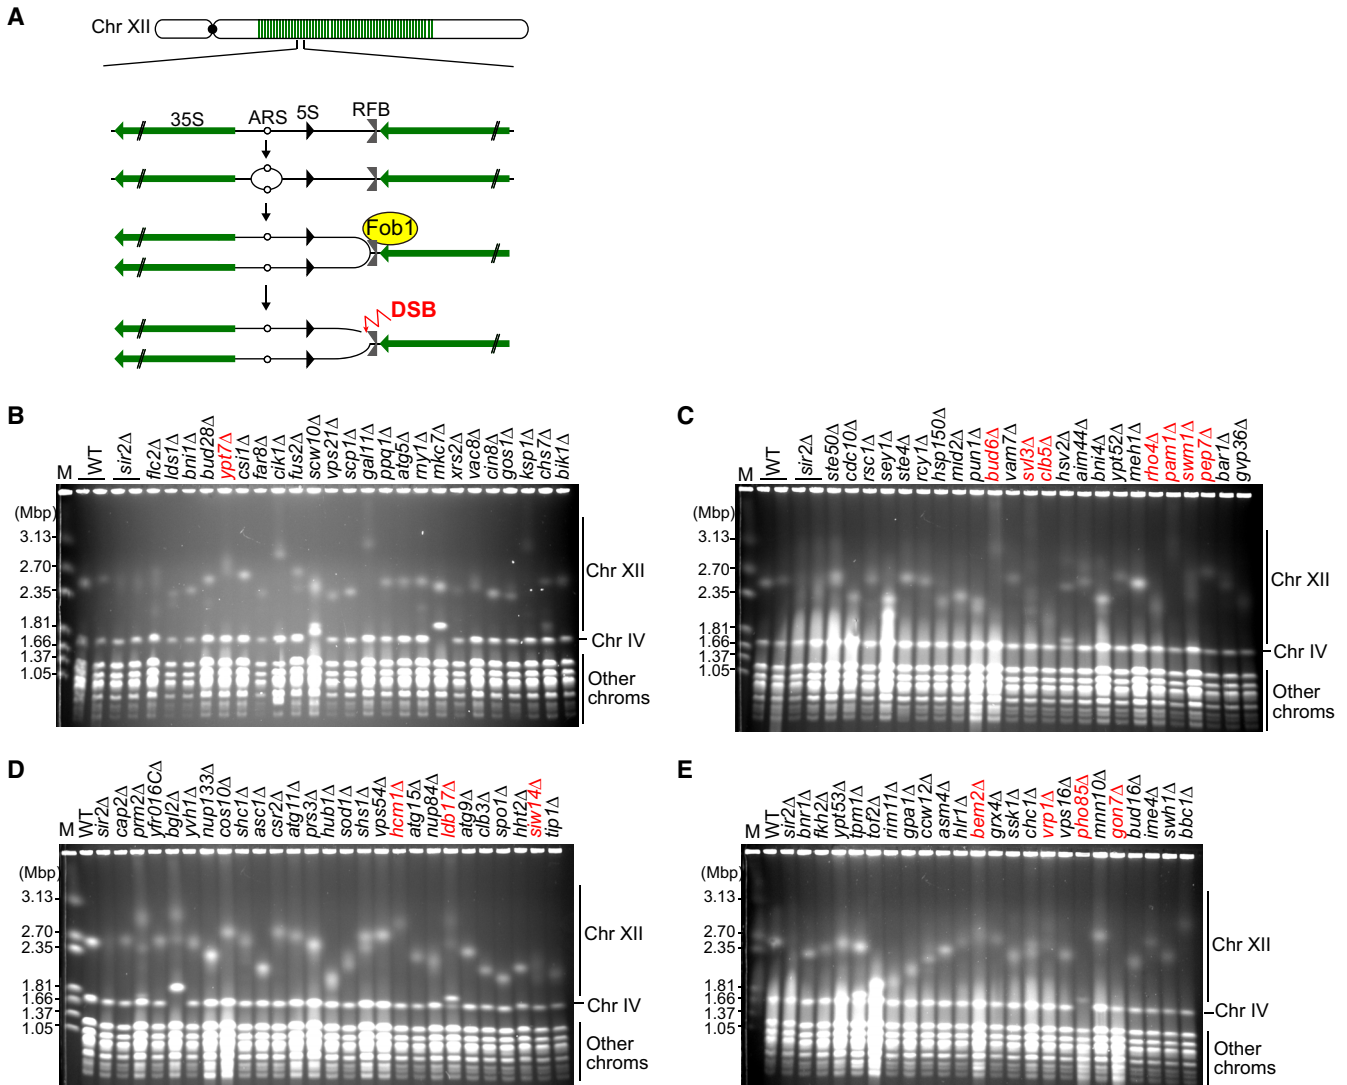 A
Chr XII
35S
ARS
5S
RFB
Fob1
DSB
B
M
WT
sir2Δ
flc2Δ
lds1Δ
bni1Δ
bud28Δ
ypt7Δ
csi1Δ
far8Δ
cik1Δ
fus2Δ
scw10Δ
vps21Δ
scp1Δ
gal11Δ
ppq1Δ
atg5Δ
rny1Δ
mkc7Δ
xrs2Δ
vac8Δ
cin8Δ
gos1Δ
ksp1Δ
chs7Δ
bik1Δ
(Mbp)
3.13
2.70
2.35
1.81
1.66
1.37
1.05
Chr XII
Chr IV
Other
chroms
C
M
WT
sir2Δ
ste50Δ
cdc10Δ
rsc1Δ
sey1Δ
ste4Δ
rcy1Δ
hsp150Δ
mid2Δ
pun1Δ
bud6Δ
vam7Δ
svl3Δ
clb5Δ
hsv2Δ
aim44Δ
bni4Δ
ypt52Δ
meh1Δ
rho4Δ
pam1Δ
swm1Δ
pep7Δ
bar1Δ
gvp36Δ
(Mbp)
3.13
2.70
2.35
1.81
1.66
1.37
1.05
Chr XII
Chr IV
Other
chroms
D
M
WT
sir2Δ
cap2Δ
prm2Δ
yfr016CΔ
bgl2Δ
yvh1Δ
nup133Δ
cos10Δ
shc1Δ
asc1Δ
csr2Δ
atg11Δ
prs3Δ
hub1Δ
sod1Δ
shs1Δ
vps54Δ
hcm1Δ
atg15Δ
nup84Δ
ldb17Δ
atg9Δ
clb3Δ
spo1Δ
hht2Δ
siw14Δ
tip1Δ
(Mbp)
3.13
2.70
2.35
1.81
1.66
1.37
1.05
Chr XII
Chr IV
Other
chroms
E
M
WT
sir2Δ
bnr1Δ
fkh2Δ
ypt53Δ
tpm1Δ
tof2Δ
rim11Δ
gpa1Δ
ccw12Δ
asm4Δ
hlr1Δ
bem2Δ
grx4Δ
ssk1Δ
chc1Δ
vrp1Δ
vps16Δ
pho85Δ
mnn10Δ
gon7Δ
bud16Δ
ime4Δ
swh1Δ
bbc1Δ
(Mbp)
3.13
2.70
2.35
1.81
1.66
1.37
1.05
Chr XII
Chr IV
Other
chroms